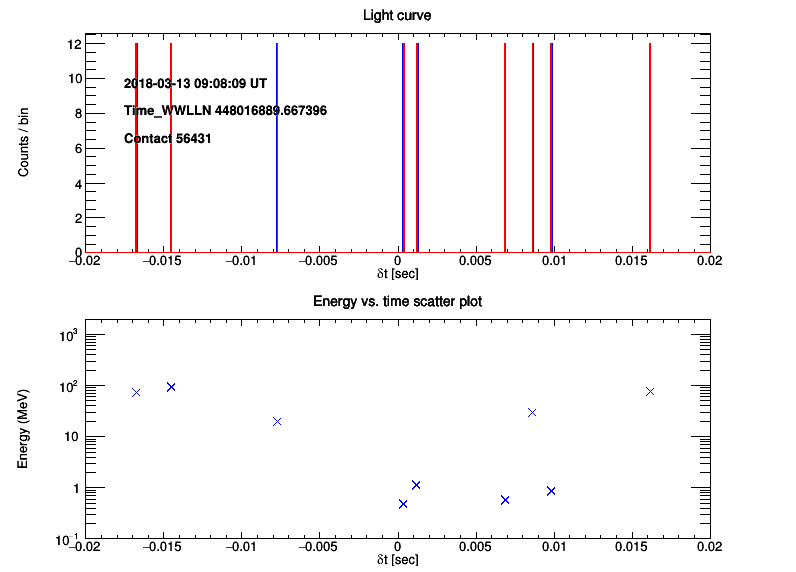 Light curve
Counts / bin
12
10
8
6
4
2
0
2018-03-13 09:08:09 UT
Time_WWLLN 448016889.667396
Contact 56431
−0.02 −0.015 −0.01 −0.005 0 0.005 0.01 0.015 0.02
δt [sec]
Energy vs. time scatter plot
Energy (MeV)
10³
10²
10
1
10⁻¹
−0.02 −0.015 −0.01 −0.005 0 0.005 0.01 0.015 0.02
δt [sec]